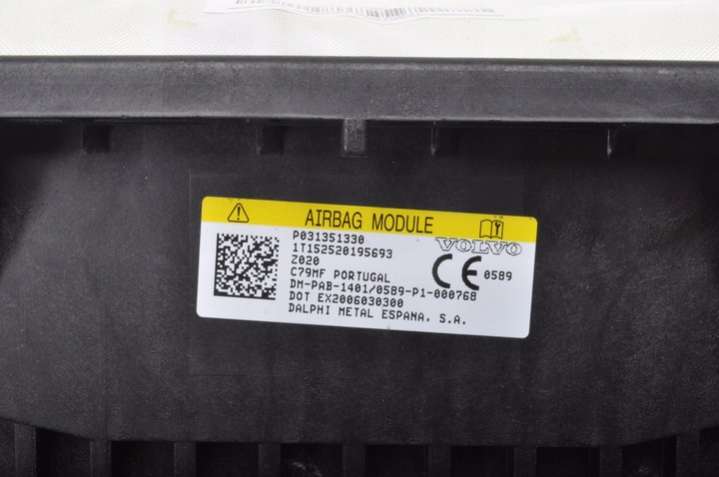 AIRBAG MODULE
P031351330
VOLVO
1T152520195693
Z020
C79MF PORTUGAL
CE 0589
DM-PAB-1401/0589-P1-000768
DOT EX2006030300
DALPHI METAL ESPANA. S.A.